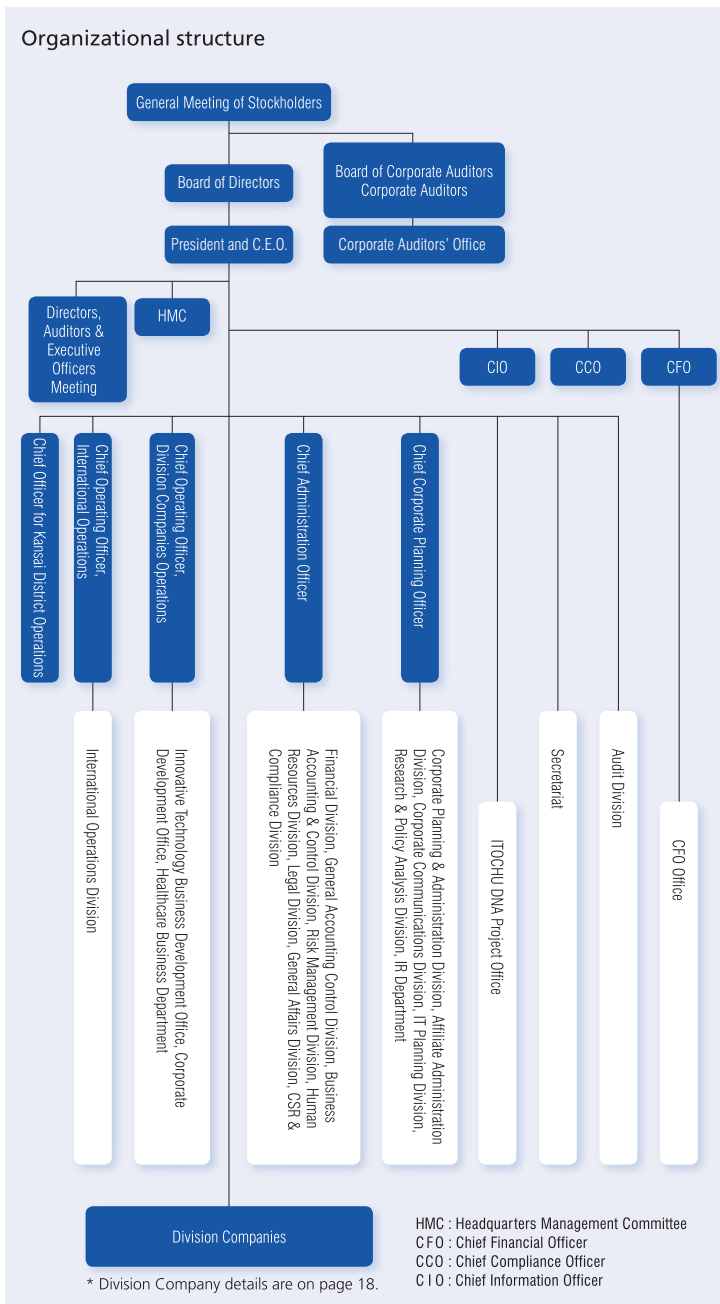 Organizational structure
General Meeting of Stockholders
Board of Directors
Board of Corporate Auditors
Corporate Auditors
President and C.E.O.
Corporate Auditors' Office
Directors,
Auditors &
Executive
Officers
Meeting
HMC
CIO
CCO
CFO
Chief Officer for Kansai District Operations
Chief Operating Officer,
International Operations
Chief Operating Officer,
Division Companies Operations
Chief Administration Officer
Chief Corporate Planning Officer
International Operations Division
Innovative Technology Business Development Office, Corporate
Development Office, Healthcare Business Department
Financial Division, General Accounting Control Division, Business
Accounting & Control Division, Risk Management Division, Human
Resources Division, Legal Division, General Affairs Division, CSR &
Compliance Division
Corporate Planning & Administration Division, Affiliate Administration
Division, Corporate Communications Division, IT Planning Division,
Research & Policy Analysis Division, IR Department
ITOCHU DNA Project Office
Secretariat
Audit Division
CFO Office
Division Companies
* Division Company details are on page 18.
HMC : Headquarters Management Committee
CFO : Chief Financial Officer
CCO : Chief Compliance Officer
CIO : Chief Information Officer